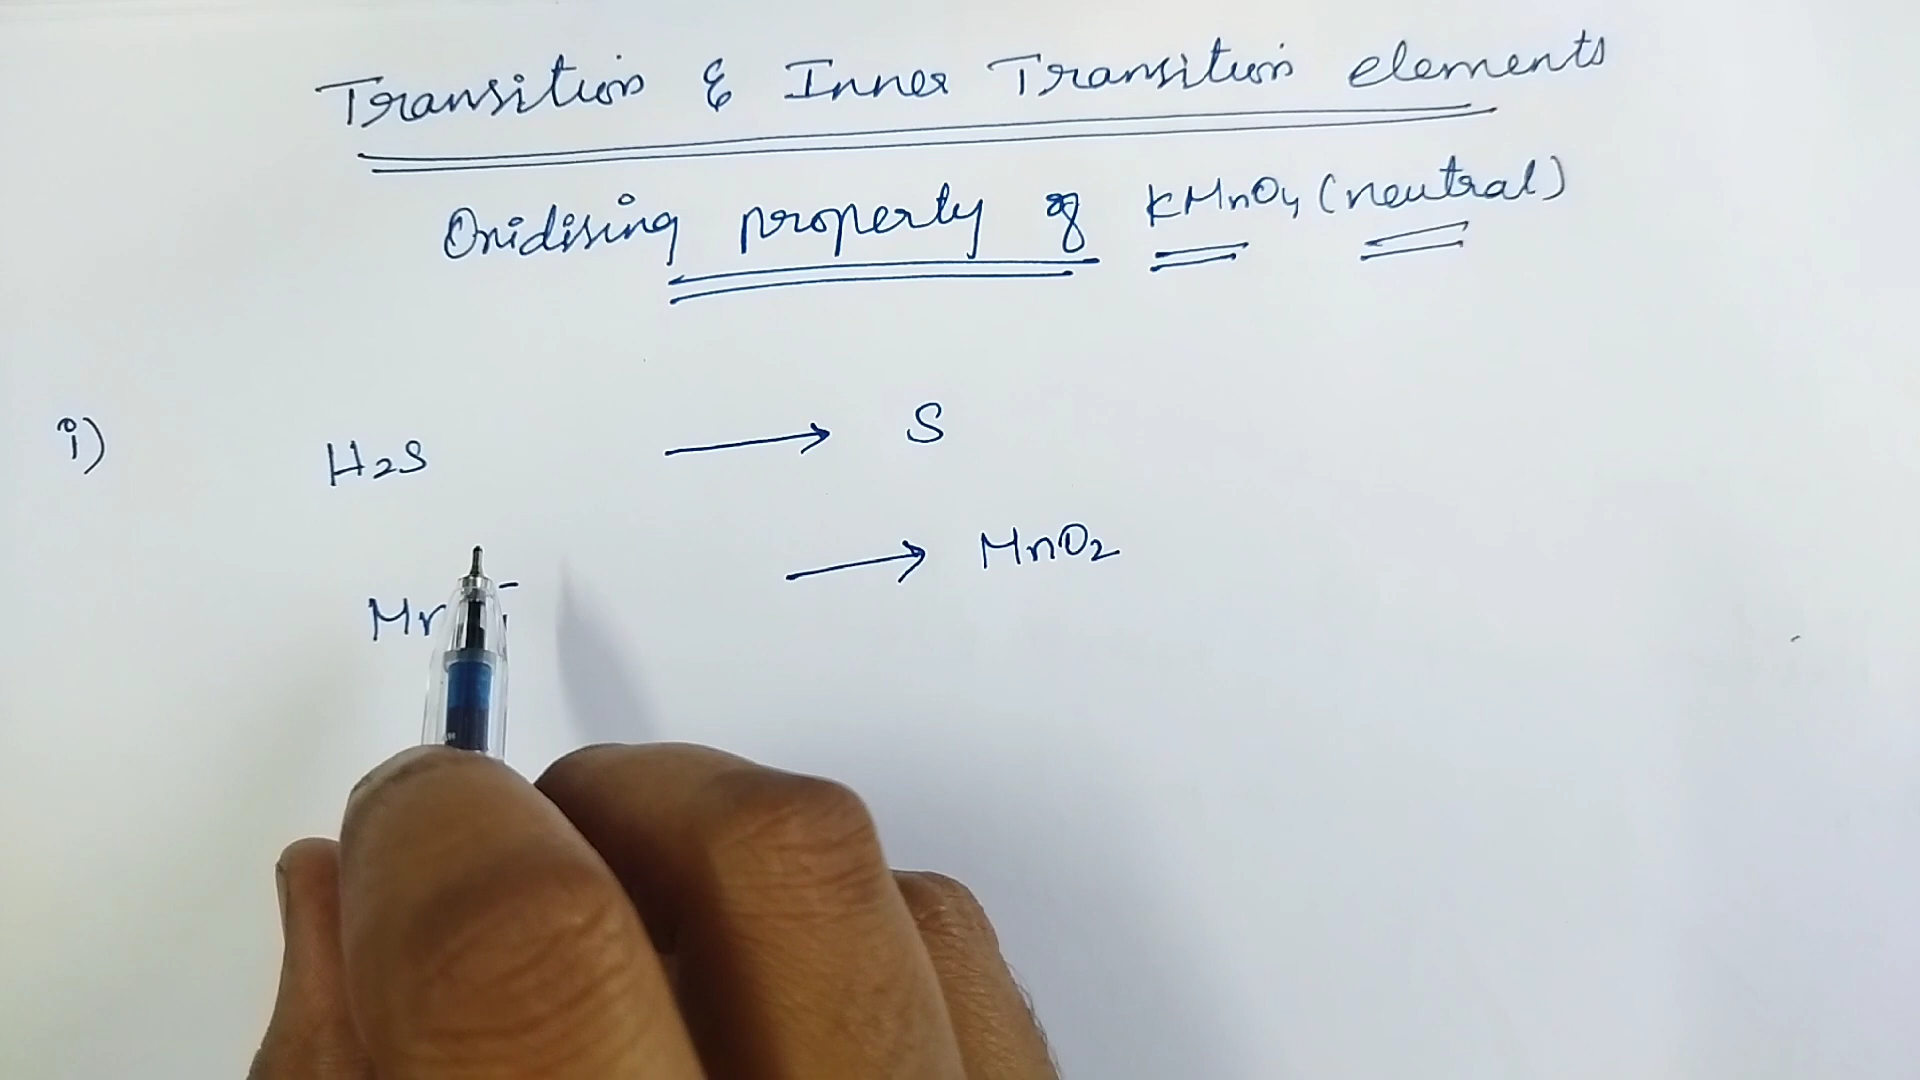 Transition & Inner Transition elements
Oxidising property of KMnO4 (neutral)
i) H2S → S
→ MnO2